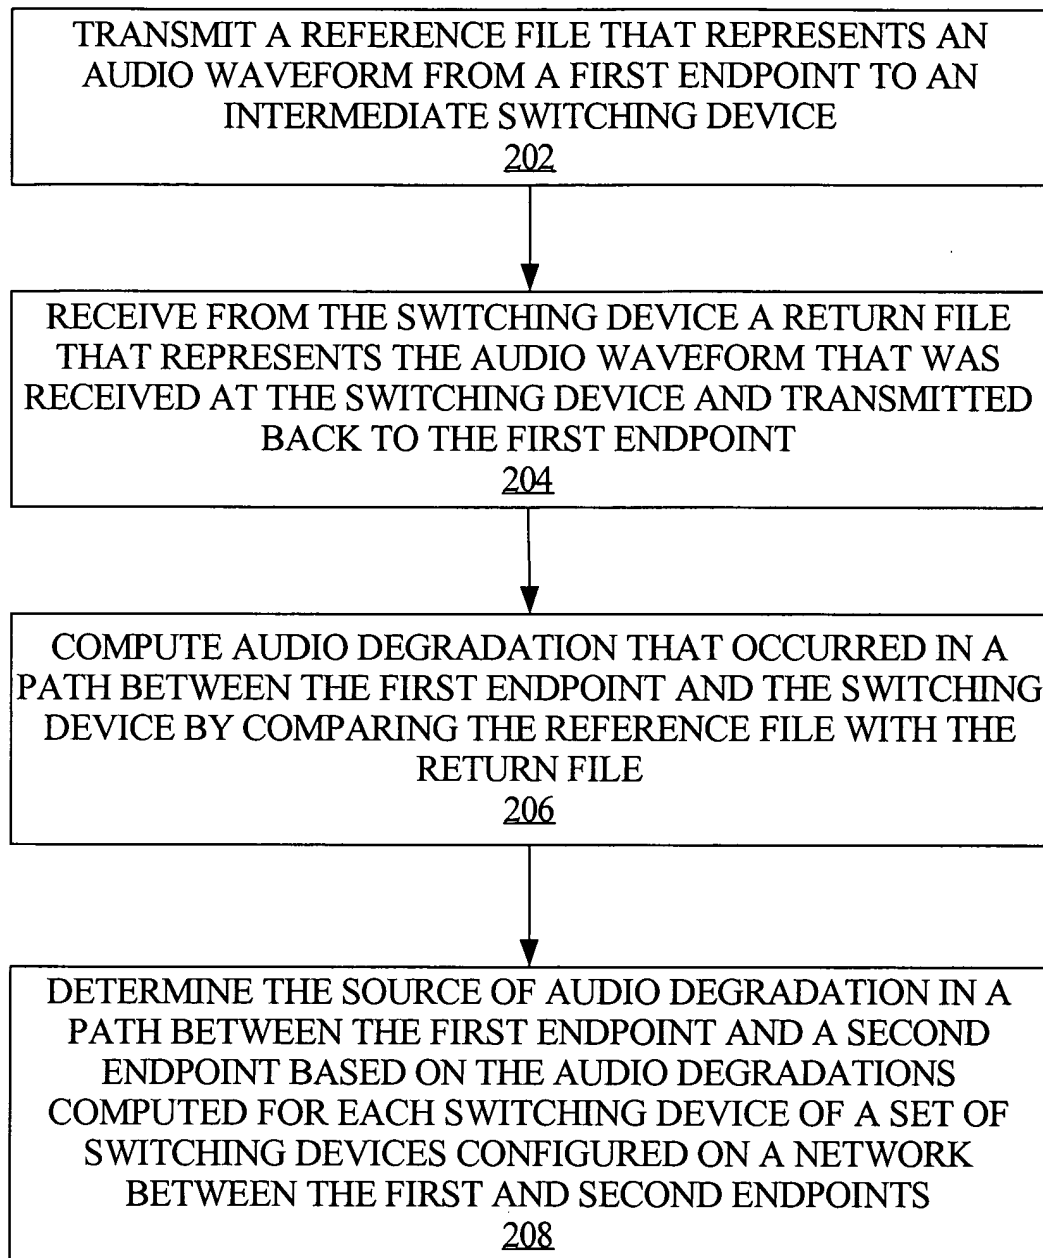 TRANSMIT A REFERENCE FILE THAT REPRESENTS AN
AUDIO WAVEFORM FROM A FIRST ENDPOINT TO AN
INTERMEDIATE SWITCHING DEVICE
202
RECEIVE FROM THE SWITCHING DEVICE A RETURN FILE
THAT REPRESENTS THE AUDIO WAVEFORM THAT WAS
RECEIVED AT THE SWITCHING DEVICE AND TRANSMITTED
BACK TO THE FIRST ENDPOINT
204
COMPUTE AUDIO DEGRADATION THAT OCCURRED IN A
PATH BETWEEN THE FIRST ENDPOINT AND THE SWITCHING
DEVICE BY COMPARING THE REFERENCE FILE WITH THE
RETURN FILE
206
DETERMINE THE SOURCE OF AUDIO DEGRADATION IN A
PATH BETWEEN THE FIRST ENDPOINT AND A SECOND
ENDPOINT BASED ON THE AUDIO DEGRADATIONS
COMPUTED FOR EACH SWITCHING DEVICE OF A SET OF
SWITCHING DEVICES CONFIGURED ON A NETWORK
BETWEEN THE FIRST AND SECOND ENDPOINTS
208